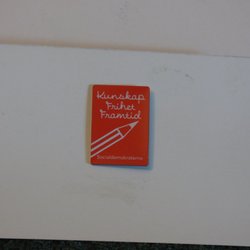 Kunskap
Frihet
Framtid
Socialdemokraterna